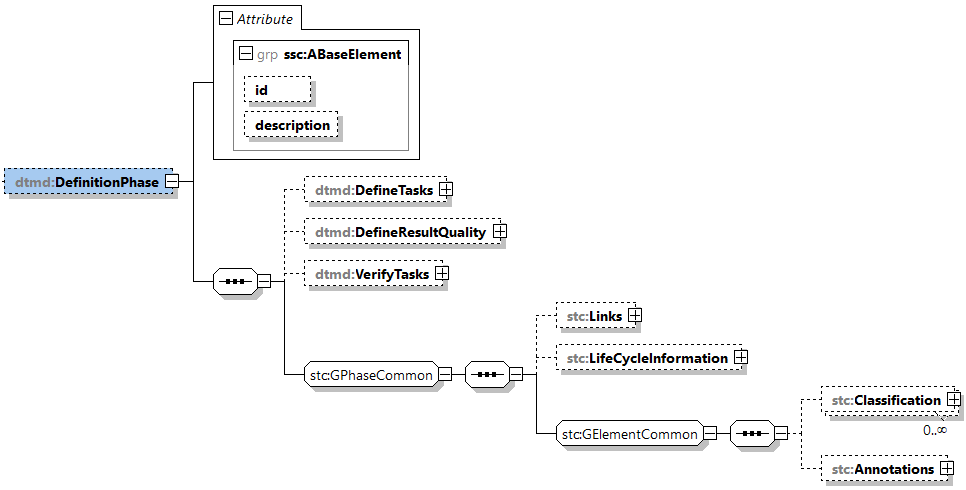 Attribute
grp ssc:ABaseElement
id
description
dtmd:DefinitionPhase
dtmd:DefineTasks
dtmd:DefineResultQuality
dtmd:VerifyTasks
stc:Links
stc:LifeCycleInformation
stc:GPhaseCommon
stc:Classification
0..∞
stc:GElementCommon
stc:Annotations